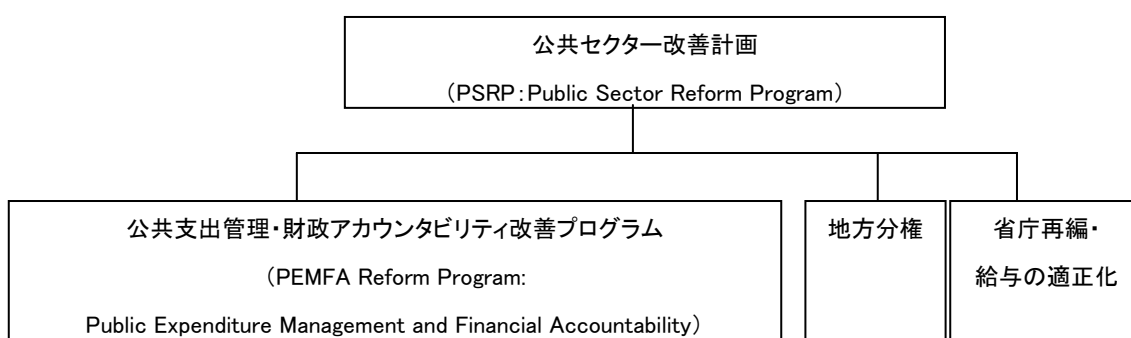 公共セクター改善計画
（PSRP：Public Sector Reform Program）
公共支出管理・財政アカウンタビリティ改善プログラム
（PEMFA Reform Program:
Public Expenditure Management and Financial Accountability）
地方分権
省庁再編・
給与の適正化